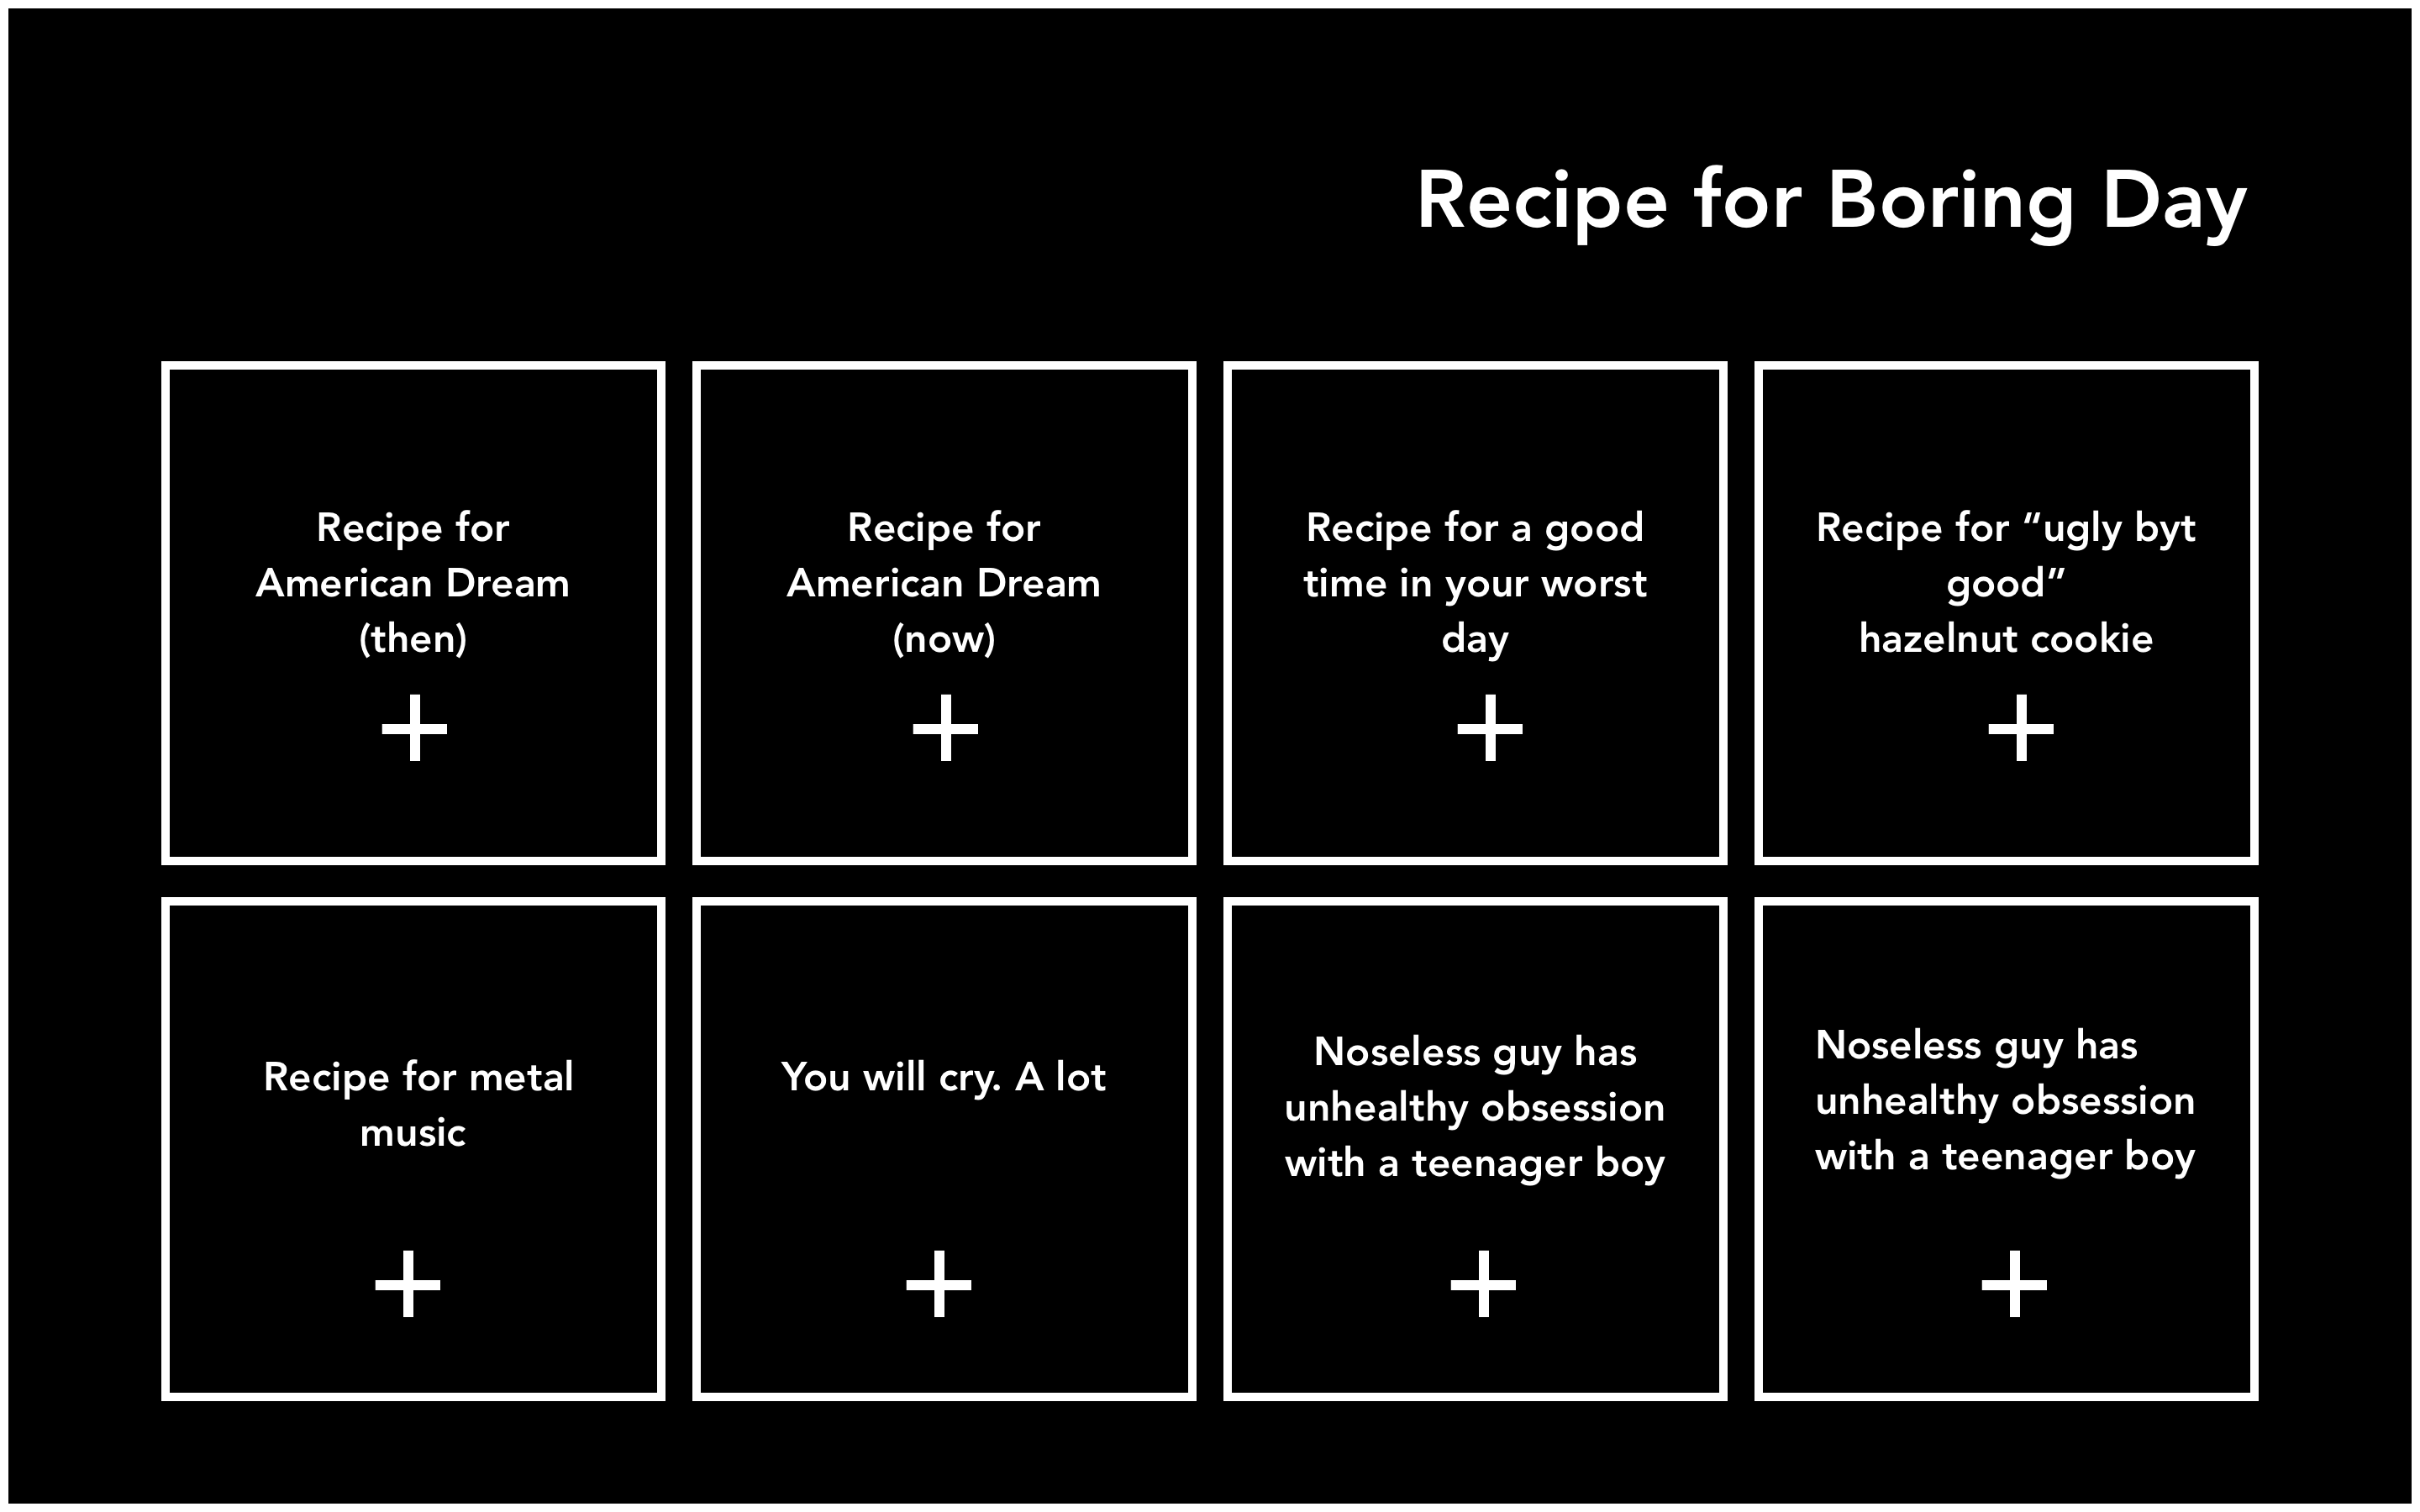 Recipe for Boring Day
Recipe for
American Dream
(then)
Recipe for
American Dream
(now)
Recipe for a good
time in your worst
day
Recipe for “ugly byt
good”
hazelnut cookie
Recipe for metal
music
You will cry. A lot
Noseless guy has
unhealthy obsession
with a teenager boy
Noseless guy has
unhealthy obsession
with a teenager boy